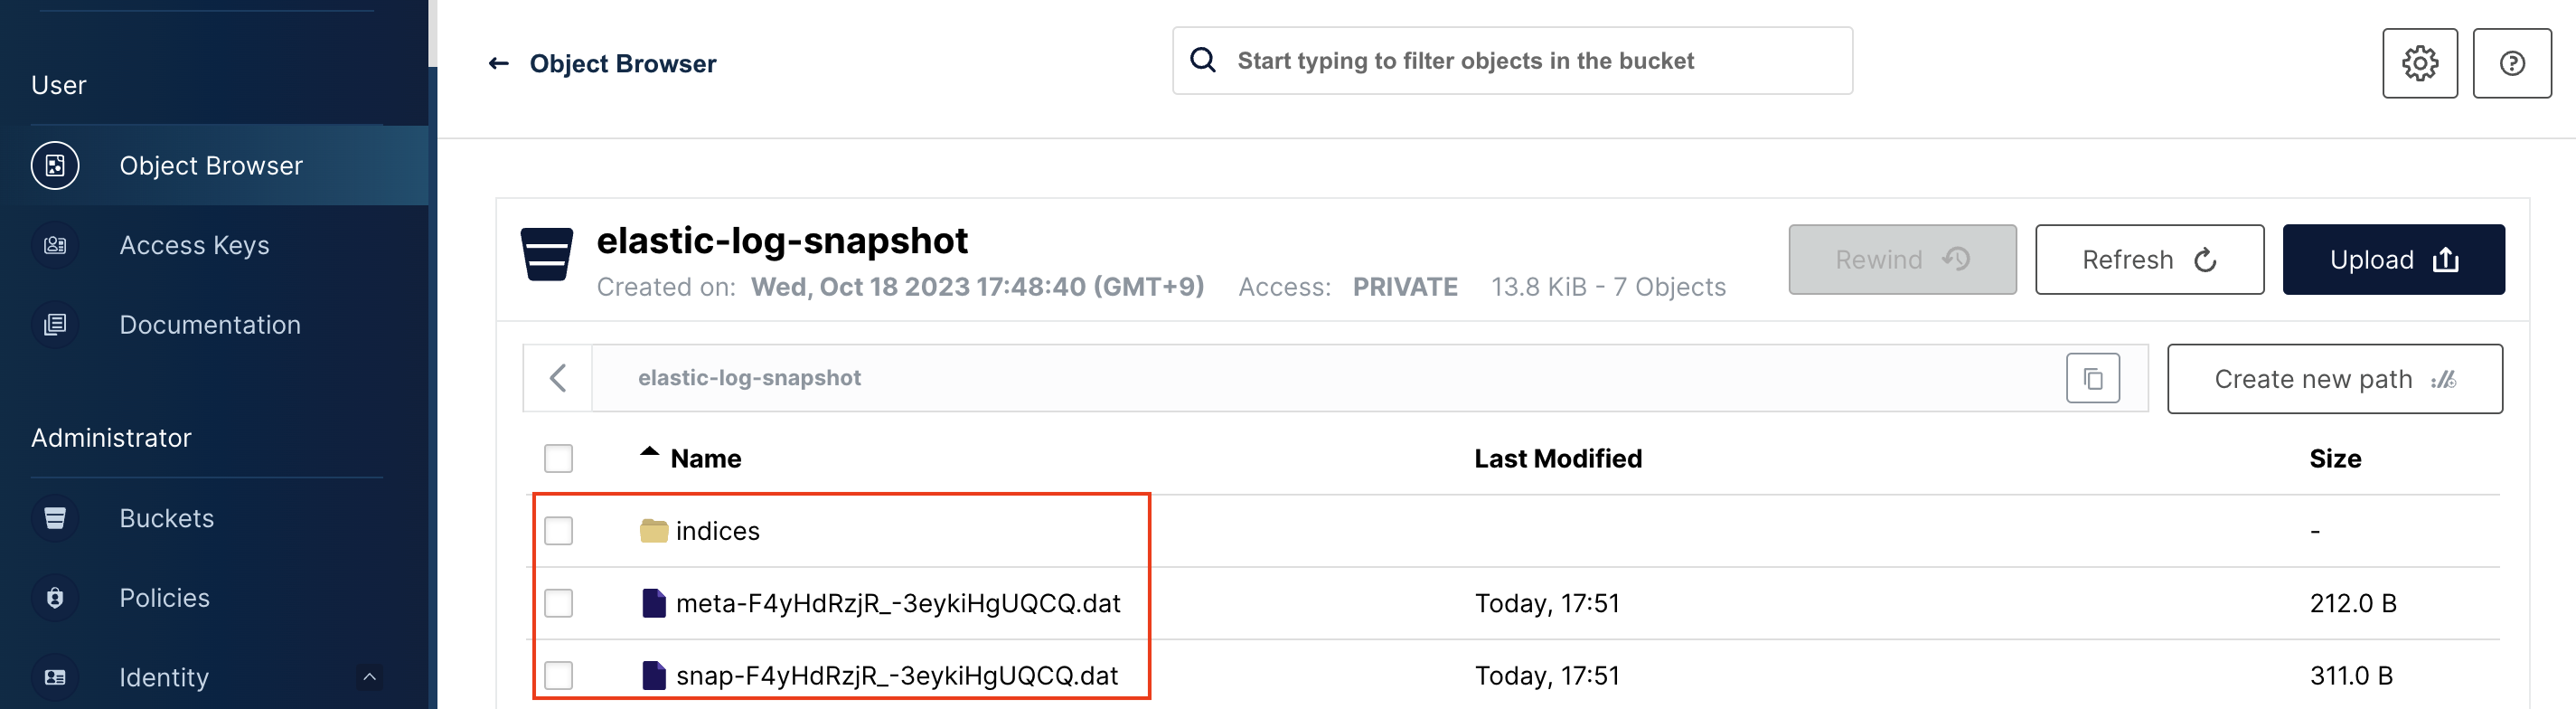 User
Object Browser
Access Keys
Documentation
Administrator
Buckets
Policies
Identity
← Object Browser
Start typing to filter objects in the bucket
elastic-log-snapshot
Created on: Wed, Oct 18 2023 17:48:40 (GMT+9) Access: PRIVATE 13.8 KiB - 7 Objects
Rewind
Refresh
Upload
elastic-log-snapshot
Create new path
Name Last Modified Size
indices -
meta-F4yHdRzjR_-3eykiHgUQCQ.dat Today, 17:51 212.0 B
snap-F4yHdRzjR_-3eykiHgUQCQ.dat Today, 17:51 311.0 B